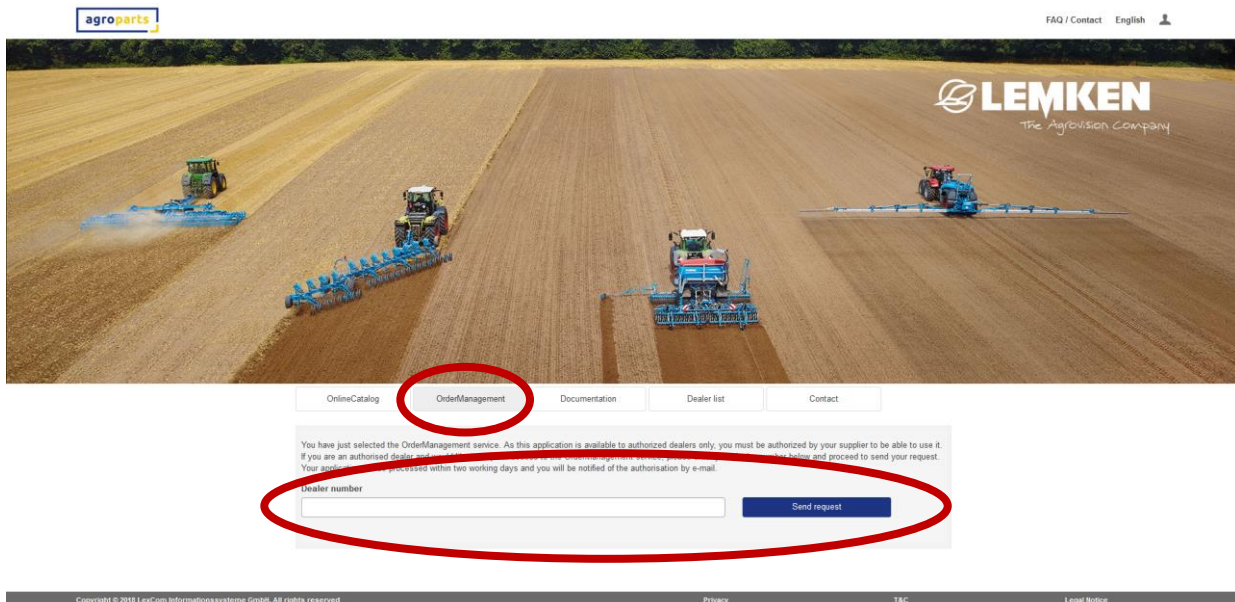 agroparts
FAQ / Contact English
LEMKEN
The Agrovision Company
OnlineCatalog OrderManagement Documentation Dealer list Contact
You have just selected the OrderManagement service. As this application is available to authorized dealers only, you must be authorized by your supplier to be able to use it.
If you are an authorised dealer and below and proceed to send your request.
Your processed within two working days and you will be notified of the authorisation by e-mail.
Dealer number
Send request
Copyright © 2018 LexCom Informationssysteme GmbH. All rights reserved Privacy T&C Legal Notice